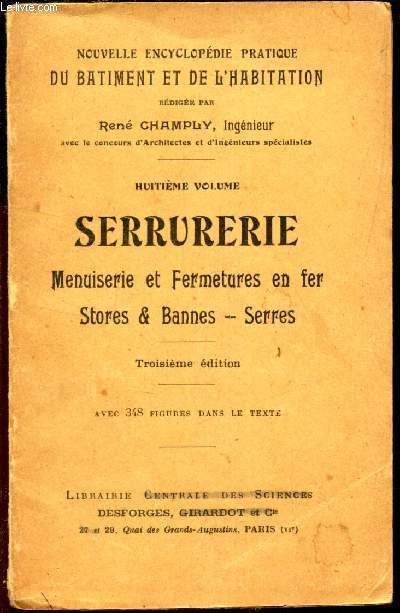 Le-livre.com
NOUVELLE ENCYCLOPÉDIE PRATIQUE
DU BATIMENT ET DE L'HABITATION
RÉDIGÉE PAR
René CHAMPLY, Ingénieur
avec le concours d'Architectes et d'Ingénieurs spécialistes
HUITIÈME VOLUME
SERRURERIE
Menuiserie et Fermetures en fer
Stores & Bannes — Serres
Troisième édition
AVEC 348 FIGURES DANS LE TEXTE
LIBRAIRIE CENTRALE DES SCIENCES
DESFORGES, GIRARDOT et Cie
27 et 29, Quai des Grands-Augustins, PARIS (VIe)